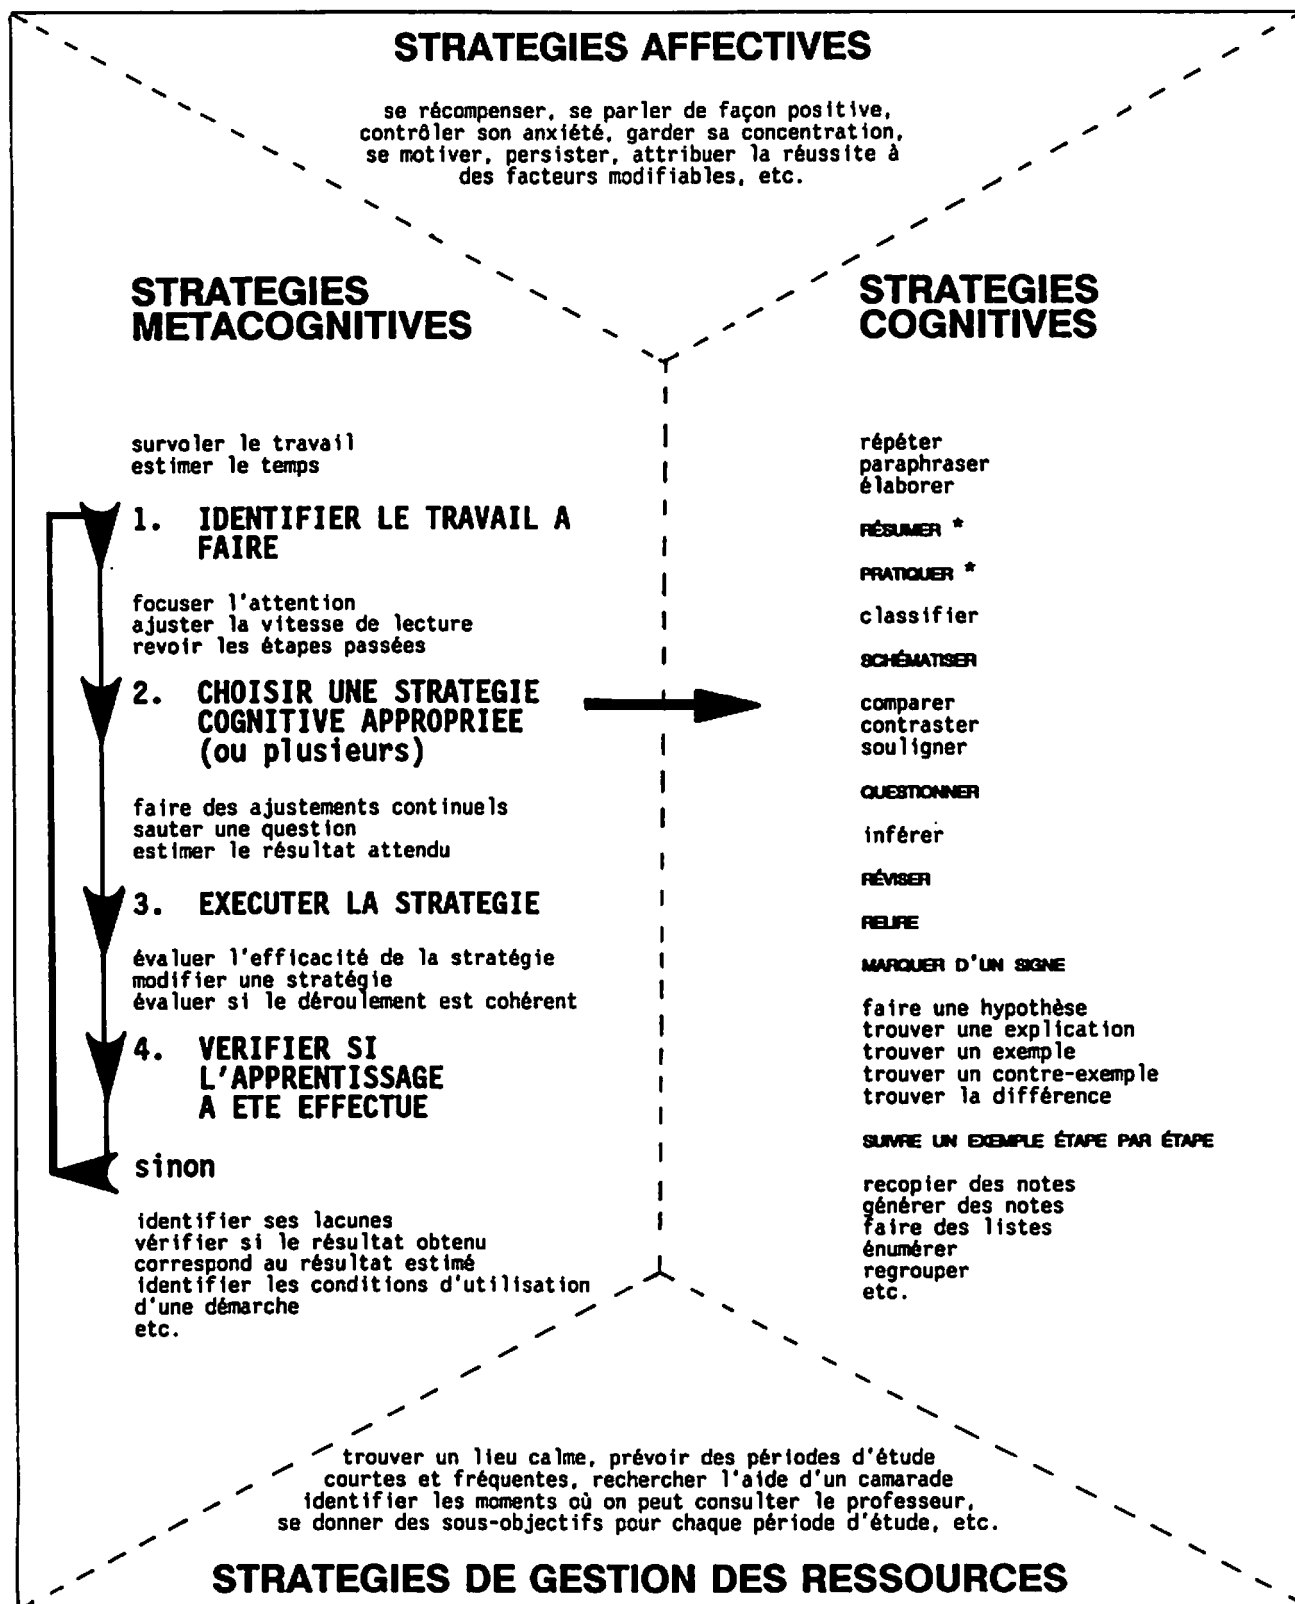 STRATEGIES AFFECTIVES
se récompenser, se parler de façon positive,
contrôler son anxiété, garder sa concentration,
se motiver, persister, attribuer la réussite à
des facteurs modifiables, etc.
STRATEGIES
METACOGNITIVES
survoler le travail
estimer le temps
1. IDENTIFIER LE TRAVAIL A
FAIRE
focuser l'attention
ajuster la vitesse de lecture
revoir les étapes passées
2. CHOISIR UNE STRATEGIE
COGNITIVE APPROPRIEE
(ou plusieurs)
faire des ajustements continuels
sauter une question
estimer le résultat attendu
3. EXECUTER LA STRATEGIE
évaluer l'efficacité de la stratégie
modifier une stratégie
évaluer si le déroulement est cohérent
4. VERIFIER SI
L'APPRENTISSAGE
A ETE EFFECTUE
sinon
identifier ses lacunes
vérifier si le résultat obtenu
correspond au résultat estimé
identifier les conditions d'utilisation
d'une démarche
etc.
STRATEGIES
COGNITIVES
répéter
paraphraser
élaborer
RÉSUMER *
PRATIQUER *
classifier
SCHÉMATISER
comparer
contraster
souligner
QUESTIONNER
inférer
RÉVISER
RELIRE
MARQUER D'UN SIGNE
faire une hypothèse
trouver une explication
trouver un exemple
trouver un contre-exemple
trouver la différence
SUIVRE UN EXEMPLE ÉTAPE PAR ÉTAPE
recopier des notes
générer des notes
faire des listes
énumérer
regrouper
etc.
trouver un lieu calme, prévoir des périodes d'étude
courtes et fréquentes, rechercher l'aide d'un camarade
identifier les moments où on peut consulter le professeur,
se donner des sous-objectifs pour chaque période d'étude, etc.
STRATEGIES DE GESTION DES RESSOURCES